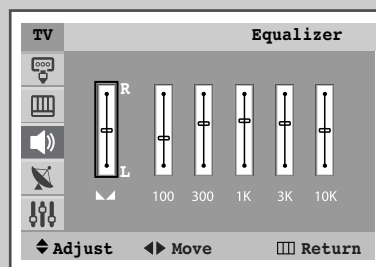 TV Equalizer
R
L
100 300 1K 3K 10K
Adjust Move Return